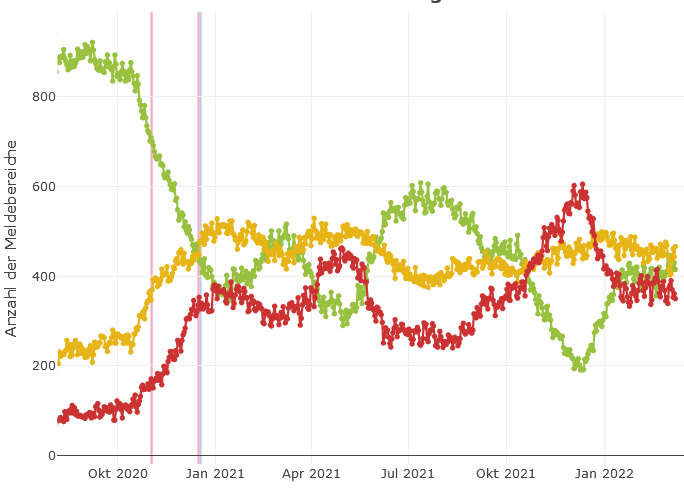 800
600
400
200
0
Anzahl der Meldebereiche
Okt 2020
Jan 2021
Apr 2021
Jul 2021
Okt 2021
Jan 2022